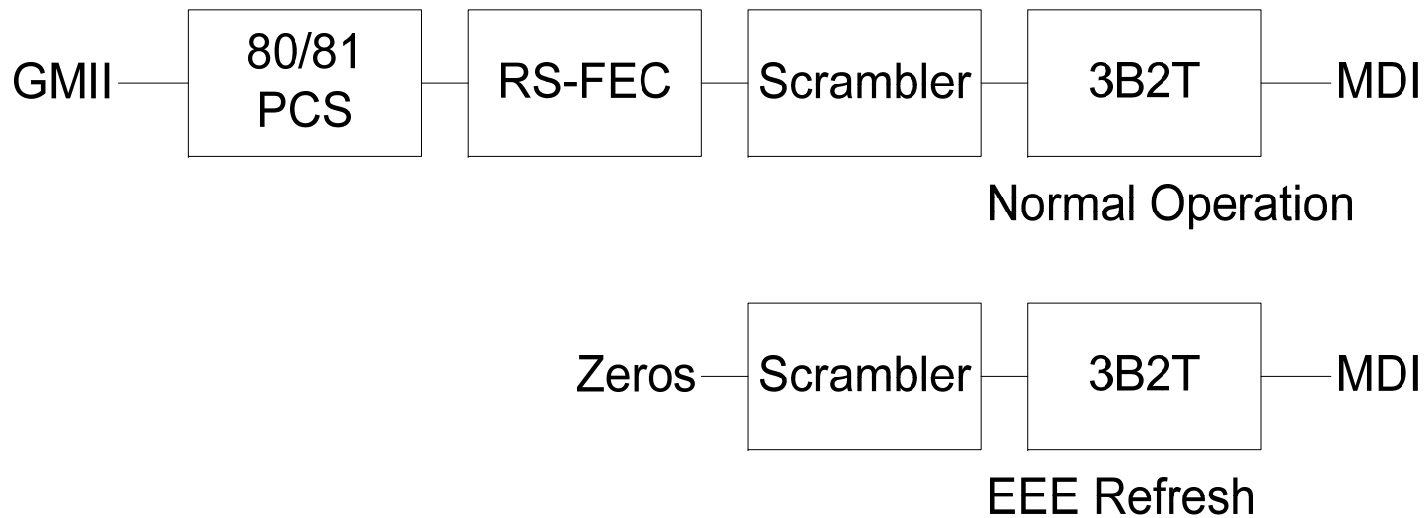 GMII
80/81
PCS
RS-FEC
Scrambler
3B2T
MDI
Normal Operation
Zeros
Scrambler
3B2T
MDI
EEE Refresh